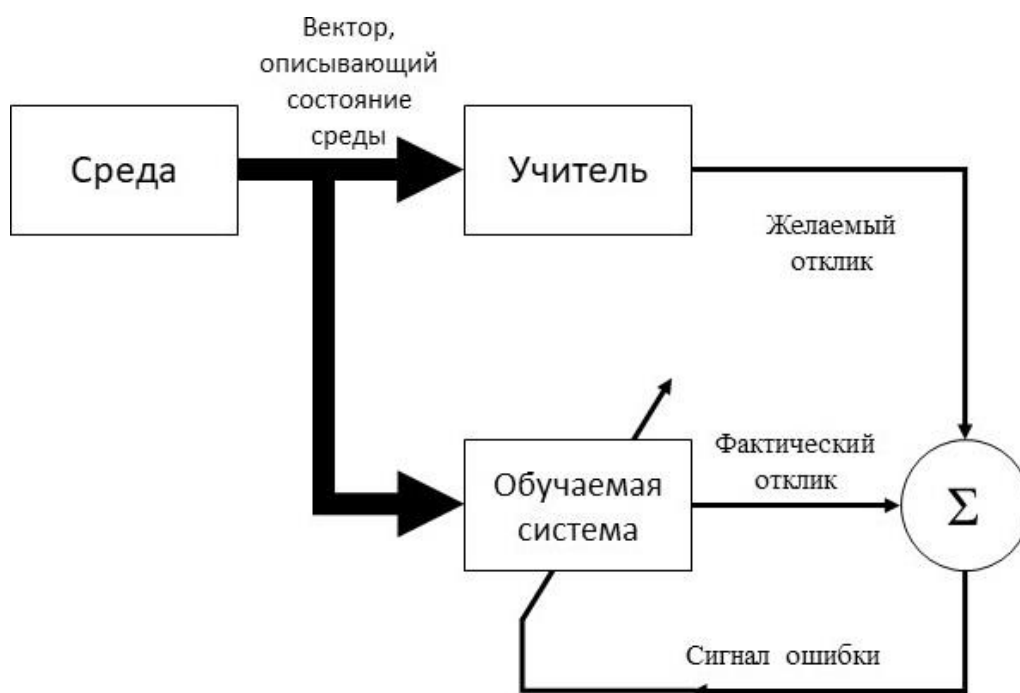 Вектор,
описывающий
состояние
среды
Среда
Учитель
Желаемый
отклик
Обучаемая
система
Фактический
отклик
Σ
Сигнал ошибки